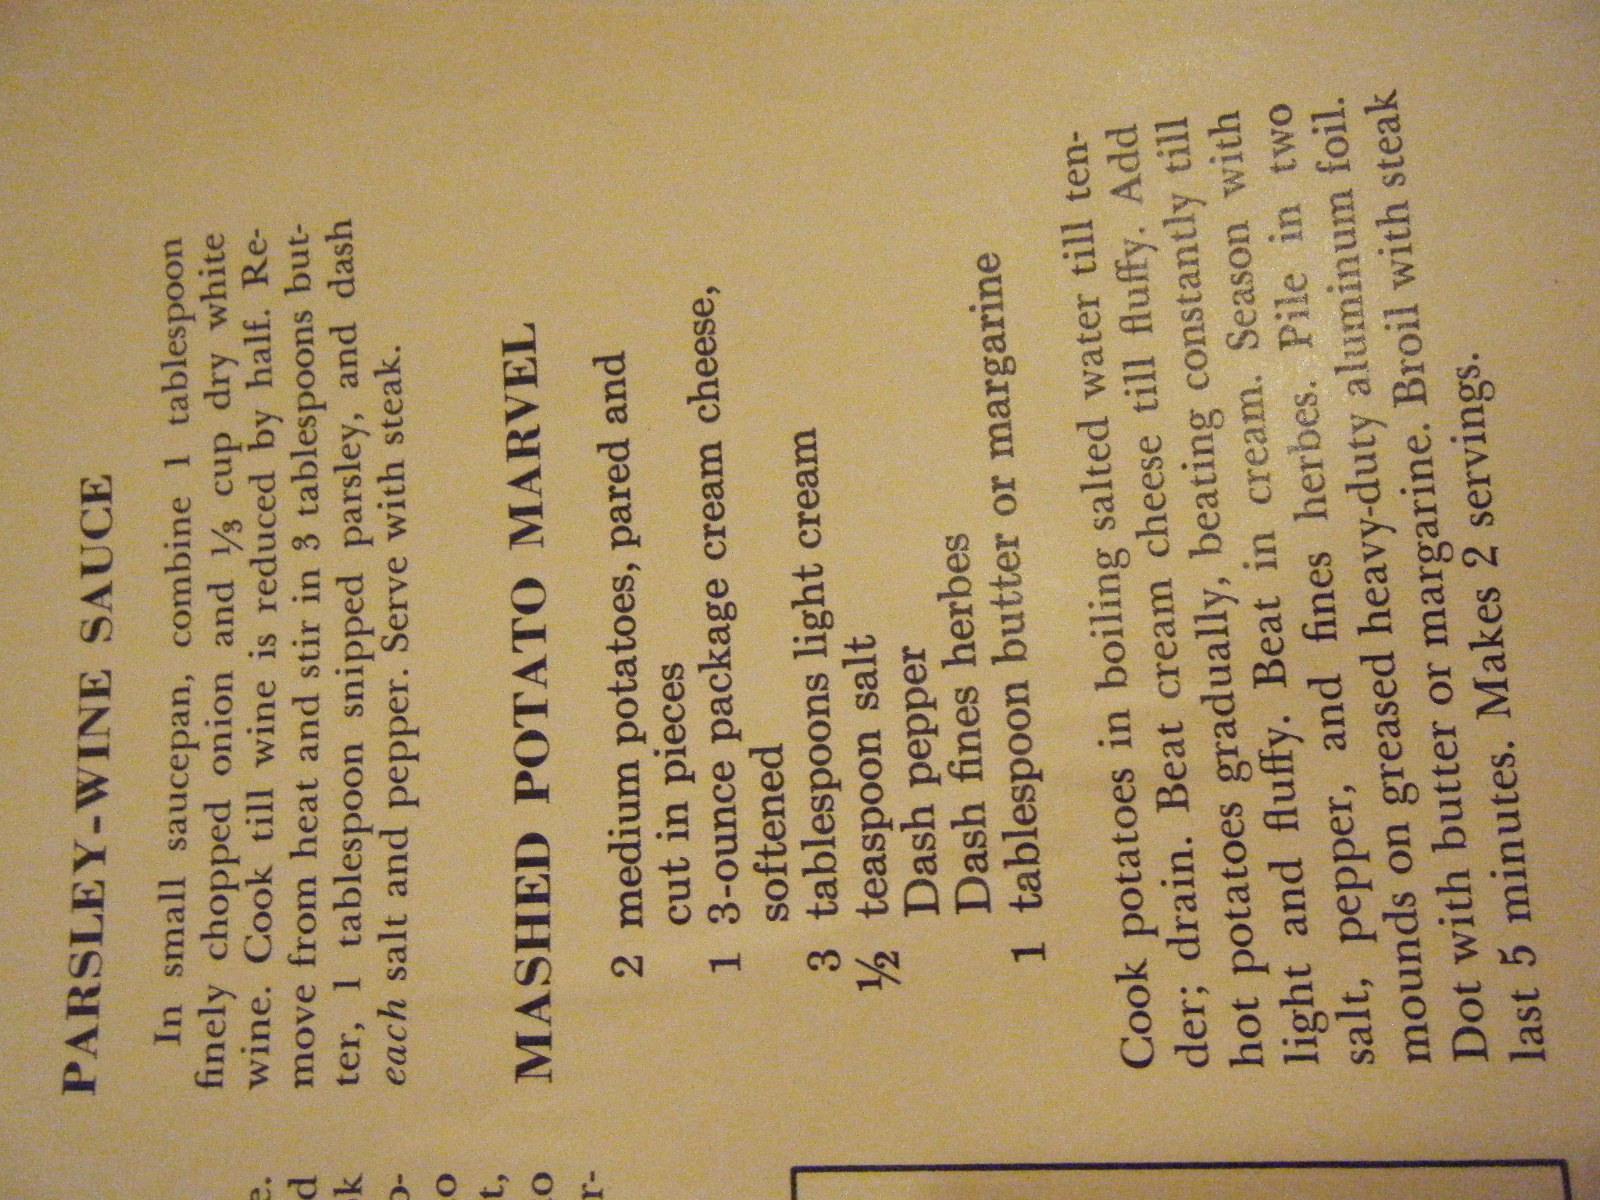 PARSLEY-WINE SAUCE
In small saucepan, combine 1 tablespoon
finely chopped onion and ⅓ cup dry white
wine. Cook till wine is reduced by half. Re-
move from heat and stir in 3 tablespoons but-
ter, 1 tablespoon snipped parsley, and dash
each salt and pepper. Serve with steak.
MASHED POTATO MARVEL
2 medium potatoes, pared and
cut in pieces
1 3-ounce package cream cheese,
softened
3 tablespoons light cream
½ teaspoon salt
Dash pepper
Dash fines herbes
1 tablespoon butter or margarine
Cook potatoes in boiling salted water till ten-
der; drain. Beat cream cheese till fluffy. Add
hot potatoes gradually, beating constantly till
light and fluffy. Beat in cream. Season with
salt, pepper, and fines herbes. Pile in two
mounds on greased heavy-duty aluminum foil.
Dot with butter or margarine. Broil with steak
last 5 minutes. Makes 2 servings.